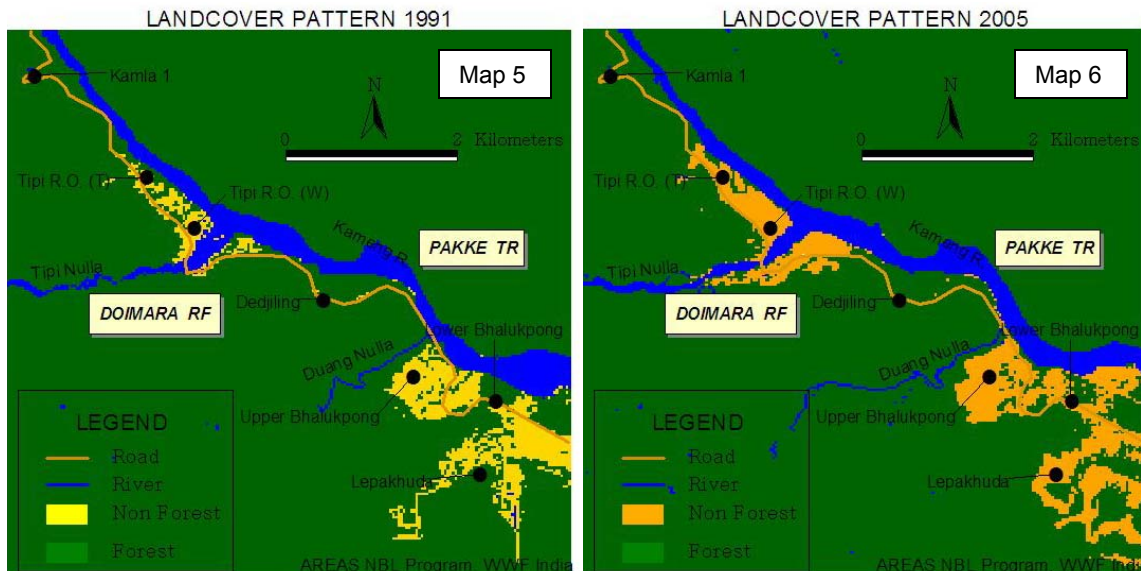 LANDCOVER PATTERN 1991
Map 5
Kamla 1
N
0 2 Kilometers
Tipi R.O. (T)
Tipi R.O. (W)
Kameng R.
PAKKE TR
Tipi Nulla
DOIMARA RF
Dedjiling
Lower Bhalukpong
Duang Nulla
Upper Bhalukpong
Lepakhuda
LEGEND
Road
River
Non Forest
Forest
AREAS NBL Program, WWF India
LANDCOVER PATTERN 2005
Map 6
Kamla 1
N
0 2 Kilometers
Tipi R.O. (T)
Tipi R.O. (W)
Kameng R.
PAKKE TR
Tipi Nulla
DOIMARA RF
Dedjiling
Lower Bhalukpong
Duang Nulla
Upper Bhalukpong
Lepakhuda
LEGEND
Road
River
Non Forest
Forest
AREAS NBL Program, WWF India